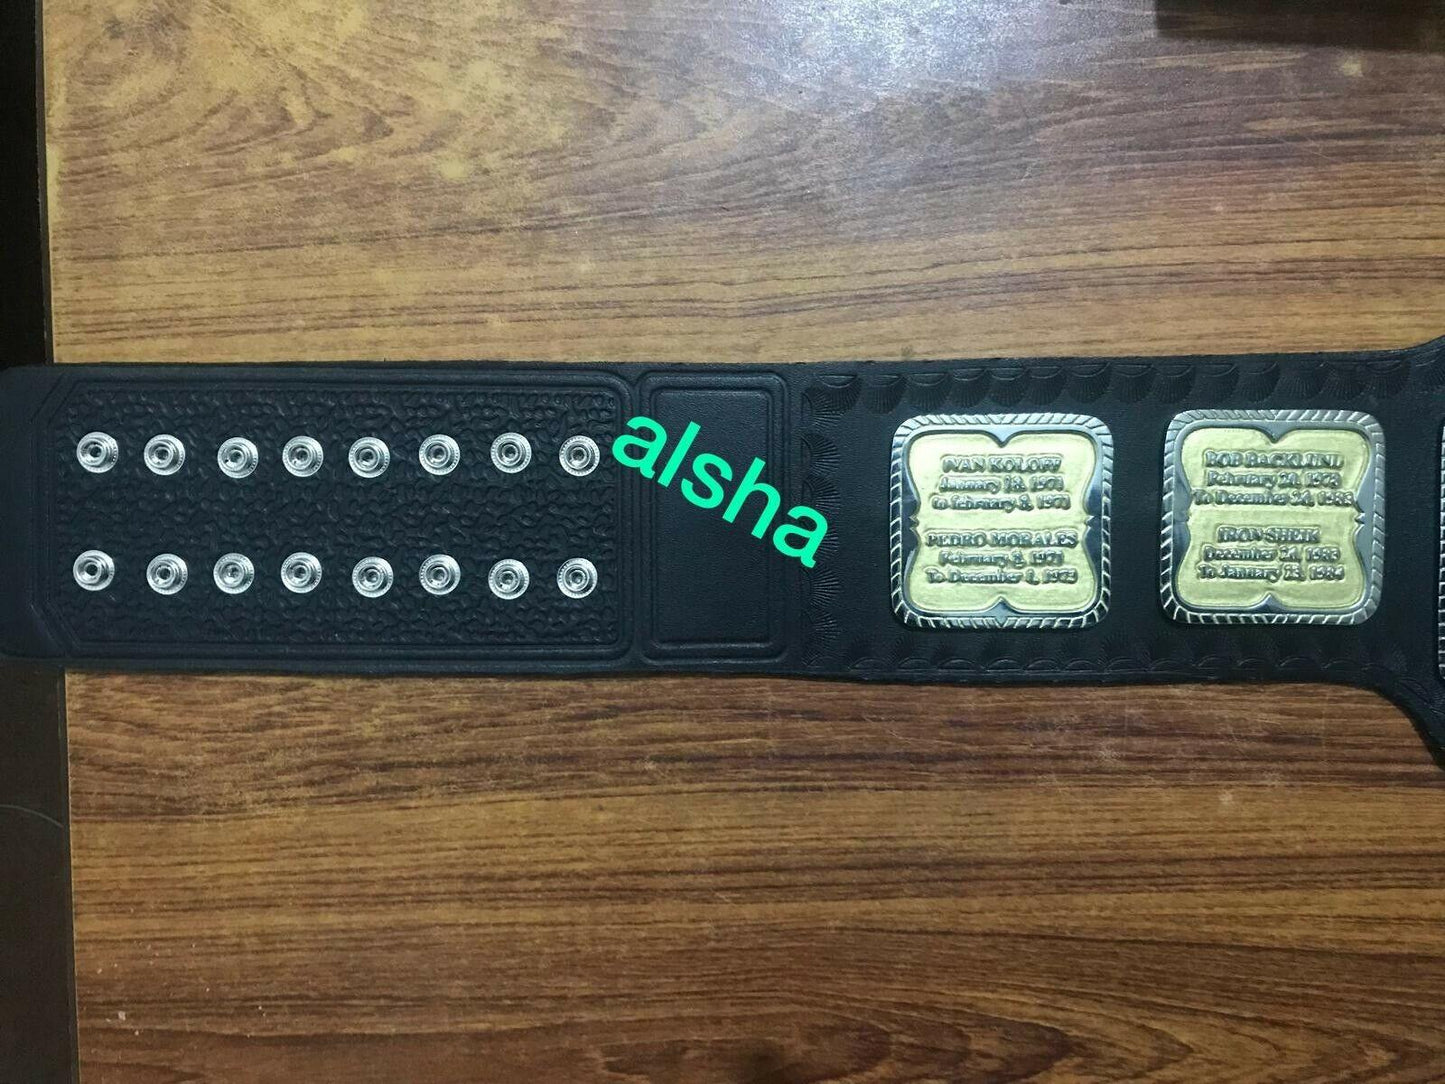 alsha
IVAN KOLOFF
January 18, 1971
to february 8, 1971
PEDRO MORALES
February 8, 1971
To December 1, 1973
BOB BACKLUND
February 20, 1978
To December 26, 1983
IRON SHEIK
December 26, 1983
To January 23, 1984